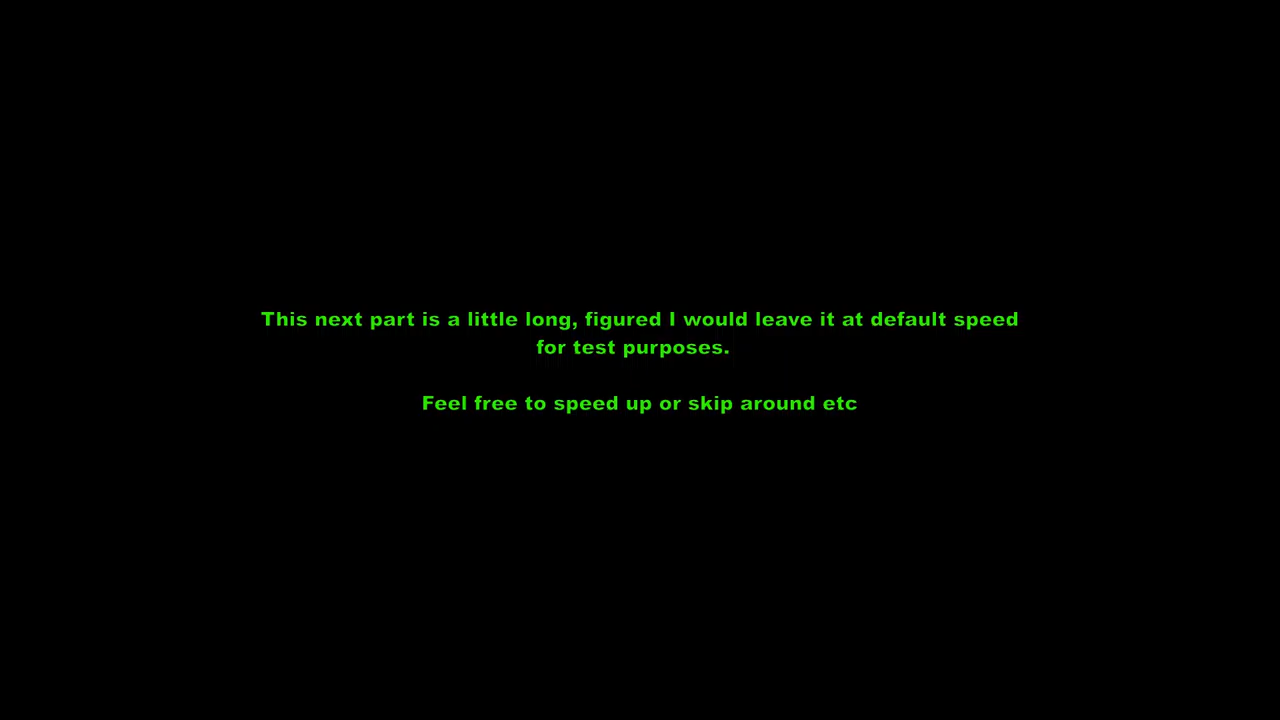 This next part is a little long, figured I would leave it at default speed
for test purposes.
Feel free to speed up or skip around etc